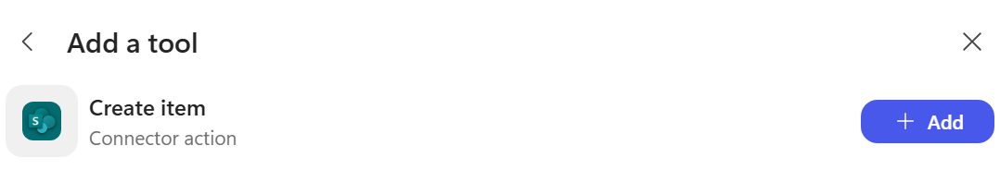 Add a tool
S
Create item
Connector action
Add